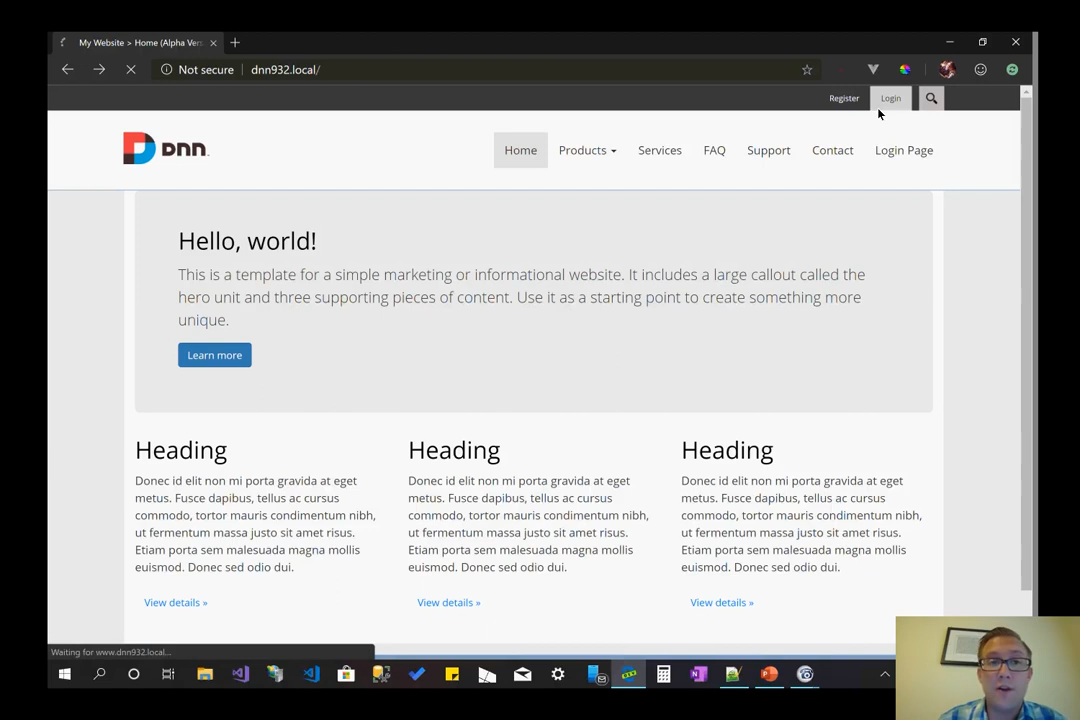 My Website > Home (Alpha Ver
Not secure dnn932.local/
Register Login
DNN.
Home Products Services FAQ Support Contact Login Page
Hello, world!
This is a template for a simple marketing or informational website. It includes a large callout called the
hero unit and three supporting pieces of content. Use it as a starting point to create something more
unique.
Learn more
Heading
Donec id elit non mi porta gravida at eget
metus. Fusce dapibus, tellus ac cursus
commodo, tortor mauris condimentum nibh,
ut fermentum massa justo sit amet risus.
Etiam porta sem malesuada magna mollis
euismod. Donec sed odio dui.
View details »
Heading
Donec id elit non mi porta gravida at eget
metus. Fusce dapibus, tellus ac cursus
commodo, tortor mauris condimentum nibh,
ut fermentum massa justo sit amet risus.
Etiam porta sem malesuada magna mollis
euismod. Donec sed odio dui.
View details »
Heading
Donec id elit non mi porta gravida at eget
metus. Fusce dapibus, tellus ac cursus
commodo, tortor mauris condimentum nibh,
ut fermentum massa justo sit amet risus.
Etiam porta sem malesuada magna mollis
euismod. Donec sed odio dui.
View details »
Waiting for www.dnn932.local...